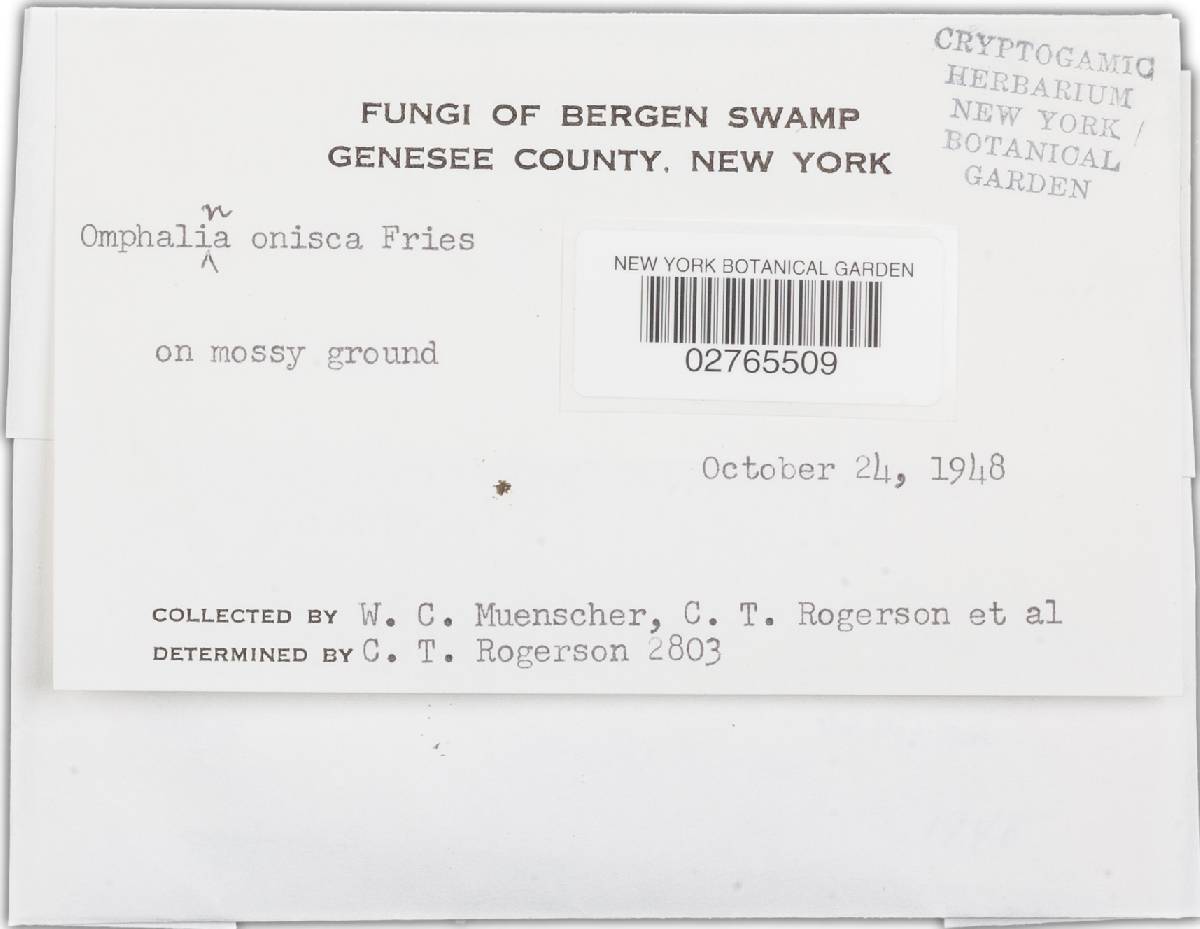 CRYPTOGAMIC
HERBARIUM
NEW YORK
BOTANICAL
GARDEN
FUNGI OF BERGEN SWAMP
GENESEE COUNTY, NEW YORK
Omphalina onisca Fries
NEW YORK BOTANICAL GARDEN
02765509
on mossy ground
October 24, 1948
COLLECTED BY W. C. Muenscher, C. T. Rogerson et al
DETERMINED BY C. T. Rogerson 2803